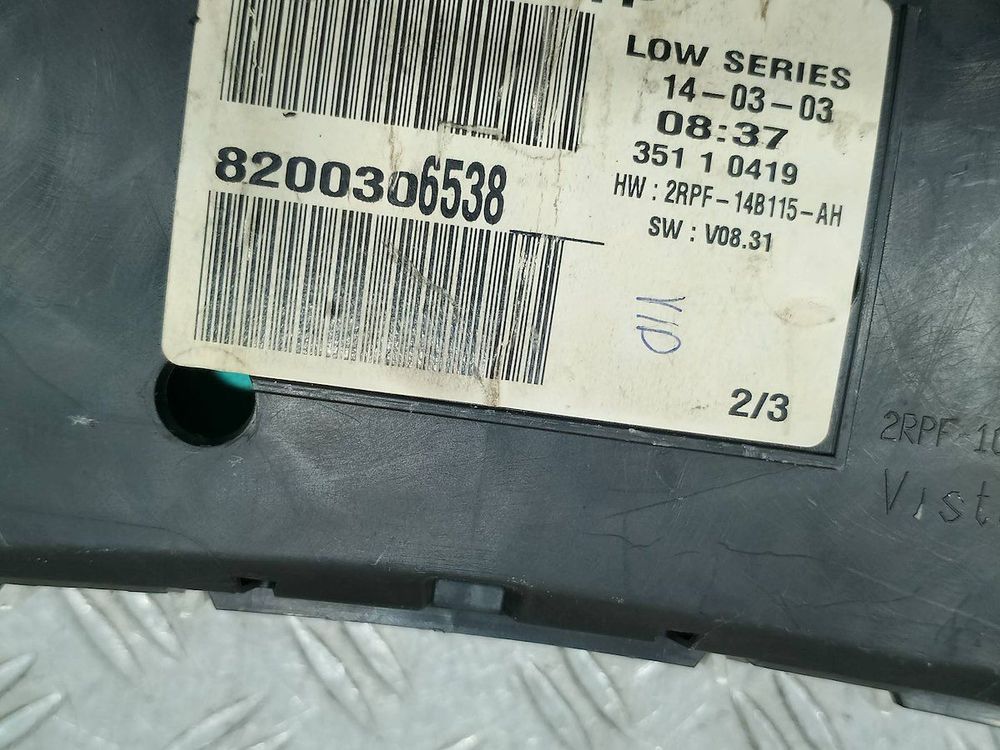 LOW SERIES
14-03-03
08:37
351 1 0419
HW : 2RPF-14B115-AH
SW : V08.31
8200306538
VID
2/3